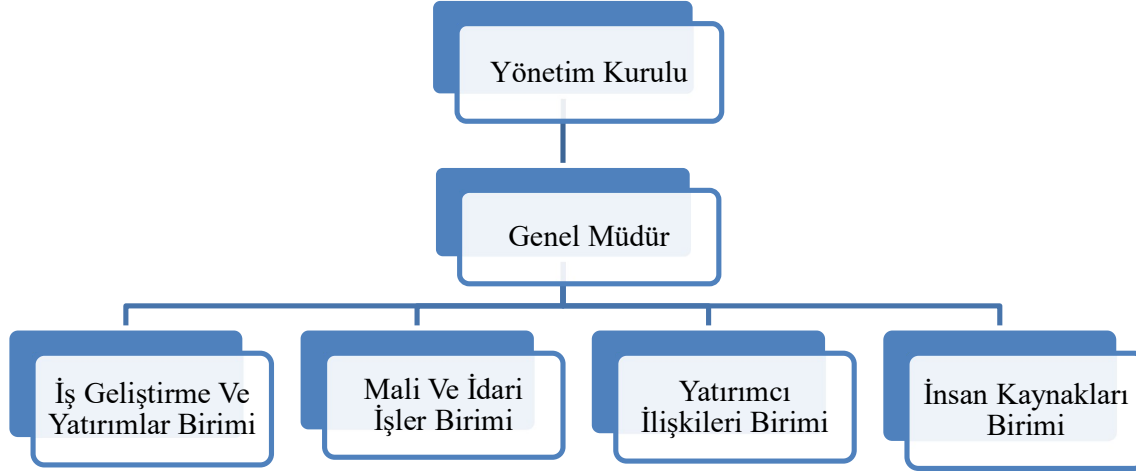 Yönetim Kurulu
Genel Müdür
İş Geliştirme Ve
Yatırımlar Birimi
Mali Ve İdari
İşler Birimi
Yatırımcı
İlişkileri Birimi
İnsan Kaynakları
Birimi